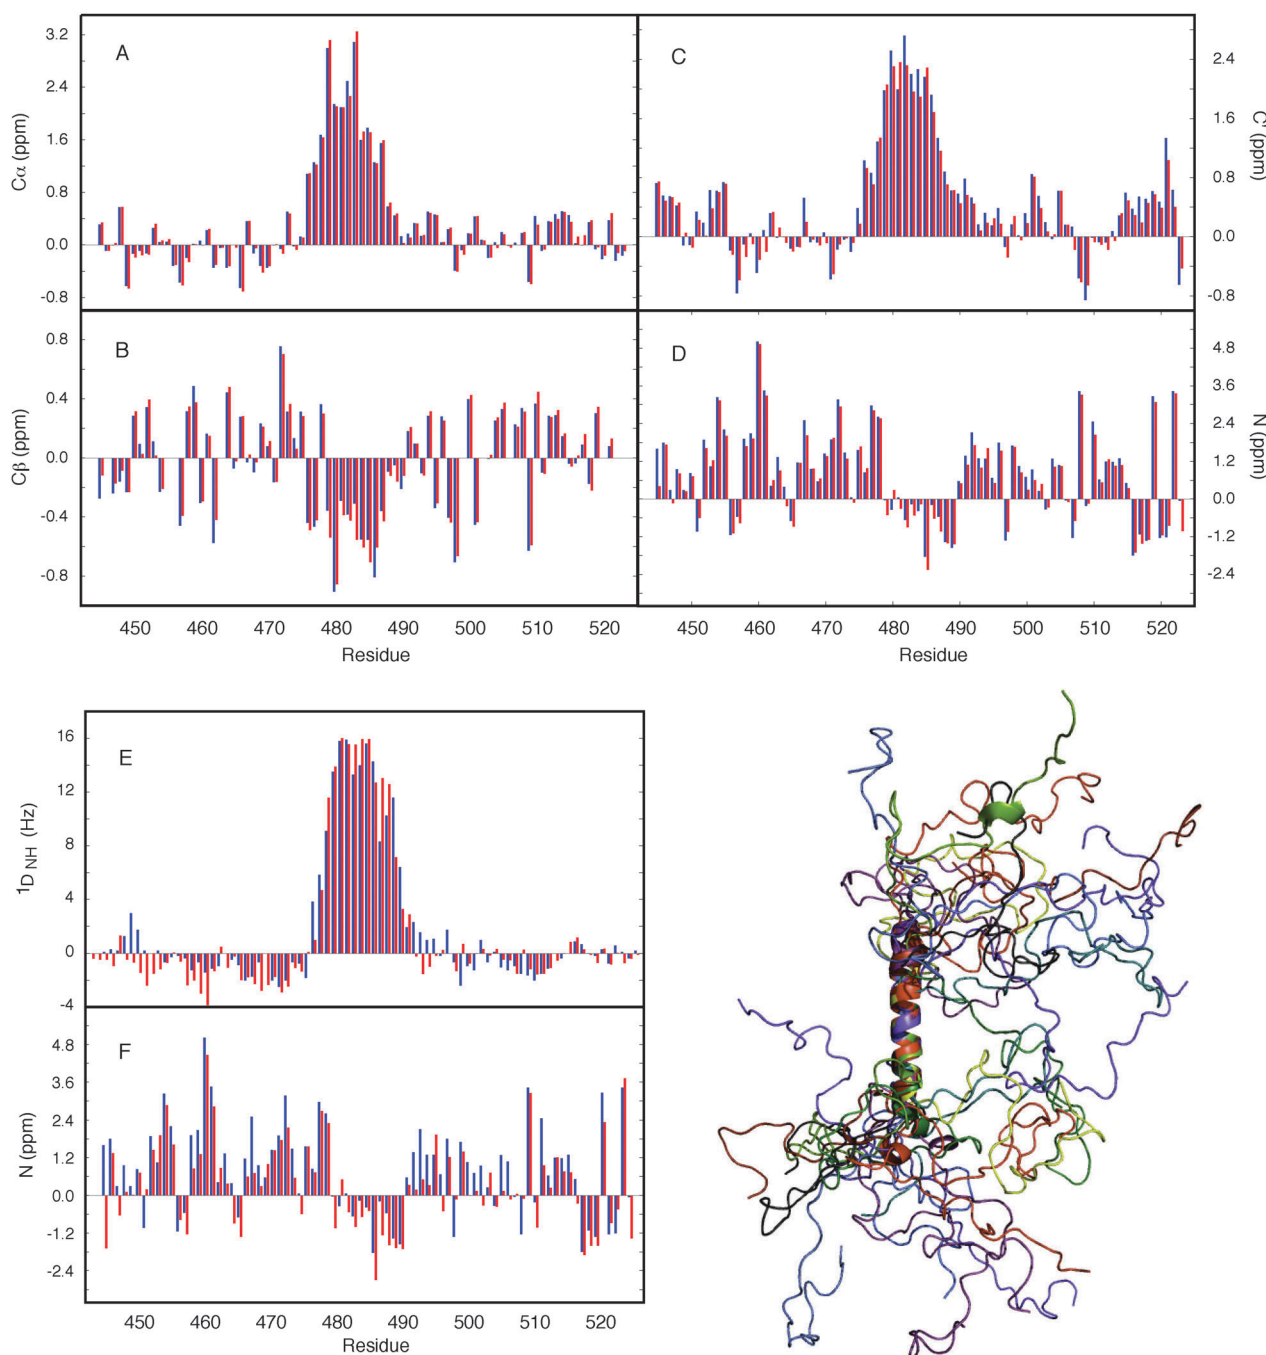 A
3.2
2.4
1.6
0.8
0.0
-0.8
Cα (ppm)
C
2.4
1.6
0.8
0.0
-0.8
C' (ppm)
B
0.8
0.4
0.0
-0.4
-0.8
Cβ (ppm)
450 460 470 480 490 500 510 520
Residue
D
4.8
3.6
2.4
1.2
0.0
-1.2
-2.4
N (ppm)
450 460 470 480 490 500 510 520
Residue
E
16
12
8
4
0
-4
¹D NH (Hz)
F
4.8
3.6
2.4
1.2
0.0
-1.2
-2.4
N (ppm)
450 460 470 480 490 500 510 520
Residue